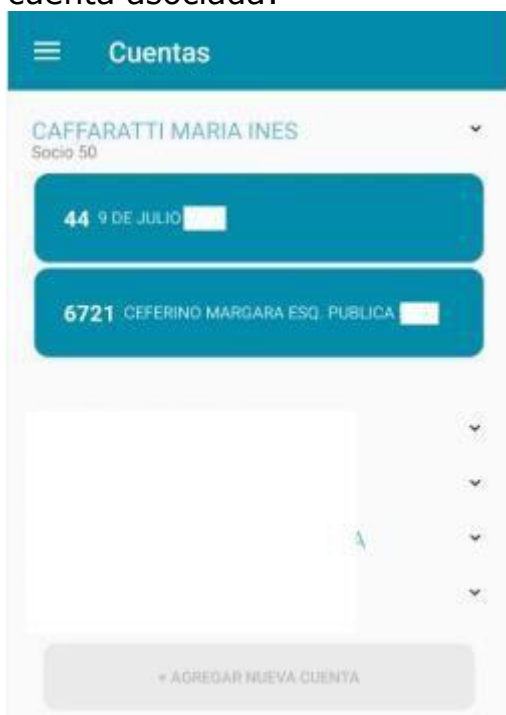 cuenta asociada.
Cuentas
CAFFARATTI MARIA INES
Socio 50
44 9 DE JULIO
6721 CEFERINO MARGARA ESQ. PUBLICA
A
+ AGREGAR NUEVA CUENTA